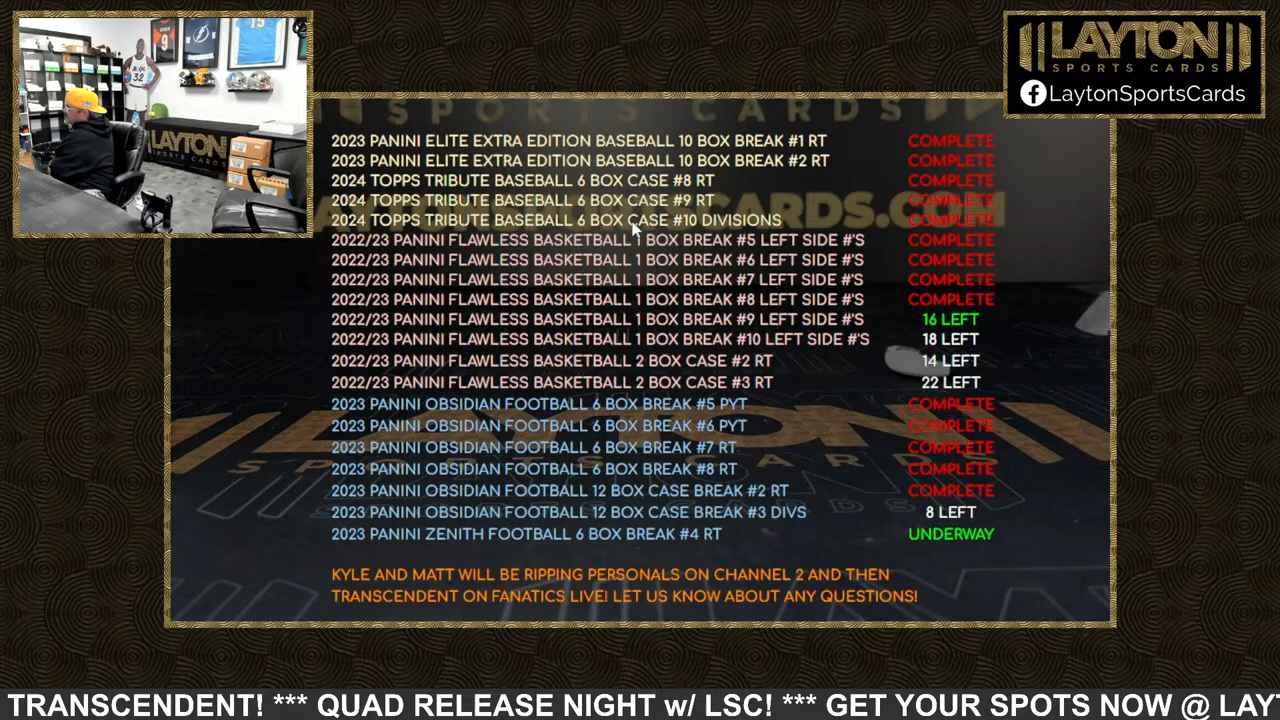 LAYTON
SPORTS CARDS
LaytonSportsCards
9
15
32
LAYTON
SPORTS CARDS
SPORTS CARDS
2023 PANINI ELITE EXTRA EDITION BASEBALL 10 BOX BREAK #1 RT COMPLETE
2023 PANINI ELITE EXTRA EDITION BASEBALL 10 BOX BREAK #2 RT COMPLETE
2024 TOPPS TRIBUTE BASEBALL 6 BOX CASE #8 RT COMPLETE
2024 TOPPS TRIBUTE BASEBALL 6 BOX CASE #9 RT COMPLETE
2024 TOPPS TRIBUTE BASEBALL 6 BOX CASE #10 DIVISIONS COMPLETE
2022/23 PANINI FLAWLESS BASKETBALL 1 BOX BREAK #5 LEFT SIDE #'S COMPLETE
2022/23 PANINI FLAWLESS BASKETBALL 1 BOX BREAK #6 LEFT SIDE #'S COMPLETE
2022/23 PANINI FLAWLESS BASKETBALL 1 BOX BREAK #7 LEFT SIDE #'S COMPLETE
2022/23 PANINI FLAWLESS BASKETBALL 1 BOX BREAK #8 LEFT SIDE #'S COMPLETE
2022/23 PANINI FLAWLESS BASKETBALL 1 BOX BREAK #9 LEFT SIDE #'S 16 LEFT
2022/23 PANINI FLAWLESS BASKETBALL 1 BOX BREAK #10 LEFT SIDE #'S 18 LEFT
2022/23 PANINI FLAWLESS BASKETBALL 2 BOX CASE #2 RT 14 LEFT
2022/23 PANINI FLAWLESS BASKETBALL 2 BOX CASE #3 RT 22 LEFT
2023 PANINI OBSIDIAN FOOTBALL 6 BOX BREAK #5 PYT COMPLETE
2023 PANINI OBSIDIAN FOOTBALL 6 BOX BREAK #6 PYT COMPLETE
2023 PANINI OBSIDIAN FOOTBALL 6 BOX BREAK #7 RT COMPLETE
2023 PANINI OBSIDIAN FOOTBALL 6 BOX BREAK #8 RT COMPLETE
2023 PANINI OBSIDIAN FOOTBALL 12 BOX CASE BREAK #2 RT COMPLETE
2023 PANINI OBSIDIAN FOOTBALL 12 BOX CASE BREAK #3 DIVS 8 LEFT
2023 PANINI ZENITH FOOTBALL 6 BOX BREAK #4 RT UNDERWAY
KYLE AND MATT WILL BE RIPPING PERSONALS ON CHANNEL 2 AND THEN
TRANSCENDENT ON FANATICS LIVE! LET US KNOW ABOUT ANY QUESTIONS!
TRANSCENDENT! *** QUAD RELEASE NIGHT w/ LSC! *** GET YOUR SPOTS NOW @ LAYT